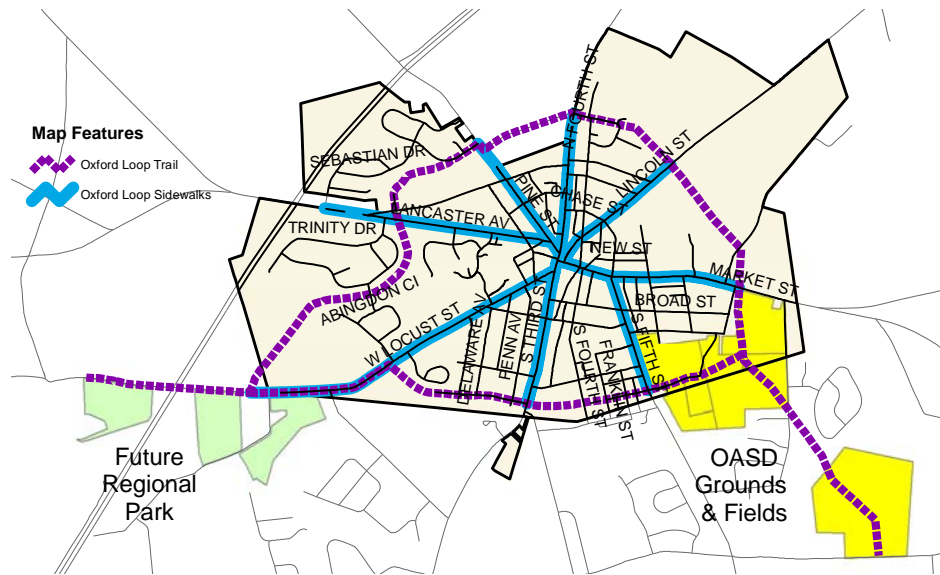 N FOURTH ST
Map Features
SEBASTIAN DR
Oxford Loop Trail
LINCOLN ST
PINE ST
CHASE ST
Oxford Loop Sidewalks
LANCASTER AV
TRINITY DR
NEW ST
MARKET ST
ABINGDON CI
BROAD ST
W LOCUST ST
DELAWARE AV
PENN AV
S THIRD ST
S FOURTH ST
FRANKLIN ST
S FIFTH ST
Future
Regional
Park
OASD
Grounds
& Fields